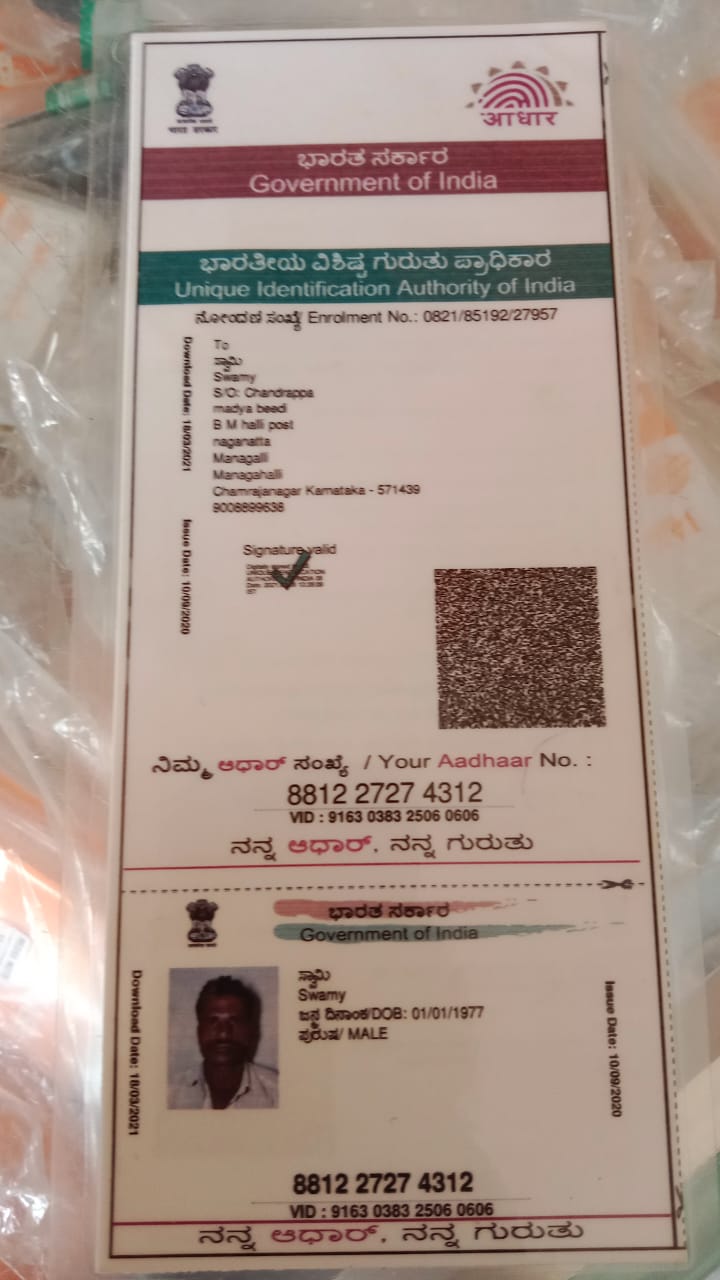 भारत सरकार
आधार
ಭಾರತ ಸರ್ಕಾರ
Government of India
ಭಾರತೀಯ ವಿಶಿಷ್ಟ ಗುರುತು ಪ್ರಾಧಿಕಾರ
Unique Identification Authority of India
ನೋಂದಣಿ ಸಂಖ್ಯೆ/ Enrolment No.: 0821/85192/27957
Download Date: 18/03/2021
To
ಸ್ವಾಮಿ
Swamy
S/O: Chandrappa
madya beedi
B M halli post
naganatta
Managalli
Managahalli
Chamrajanagar Karnataka - 571439
9008899638
Issue Date: 10/09/2020
Signature valid
ನಿಮ್ಮ ಆಧಾರ್ ಸಂಖ್ಯೆ / Your Aadhaar No. :
8812 2727 4312
VID : 9163 0383 2506 0606
ನನ್ನ ಆಧಾರ್, ನನ್ನ ಗುರುತು
ಭಾರತ ಸರ್ಕಾರ
Government of India
Download Date: 18/03/2021
ಸ್ವಾಮಿ
Swamy
ಜನ್ಮ ದಿನಾಂಕ/DOB: 01/01/1977
ಪುರುಷ/ MALE
Issue Date: 10/09/2020
8812 2727 4312
VID : 9163 0383 2506 0606
ನನ್ನ ಆಧಾರ್, ನನ್ನ ಗುರುತು